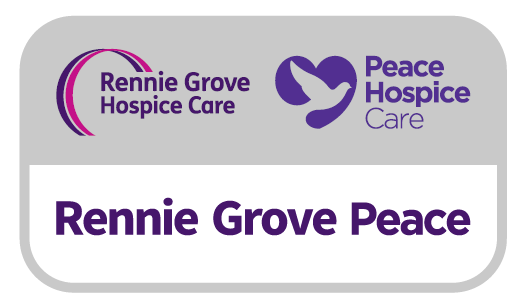 Rennie Grove
Hospice Care
Peace
Hospice
Care
Rennie Grove Peace